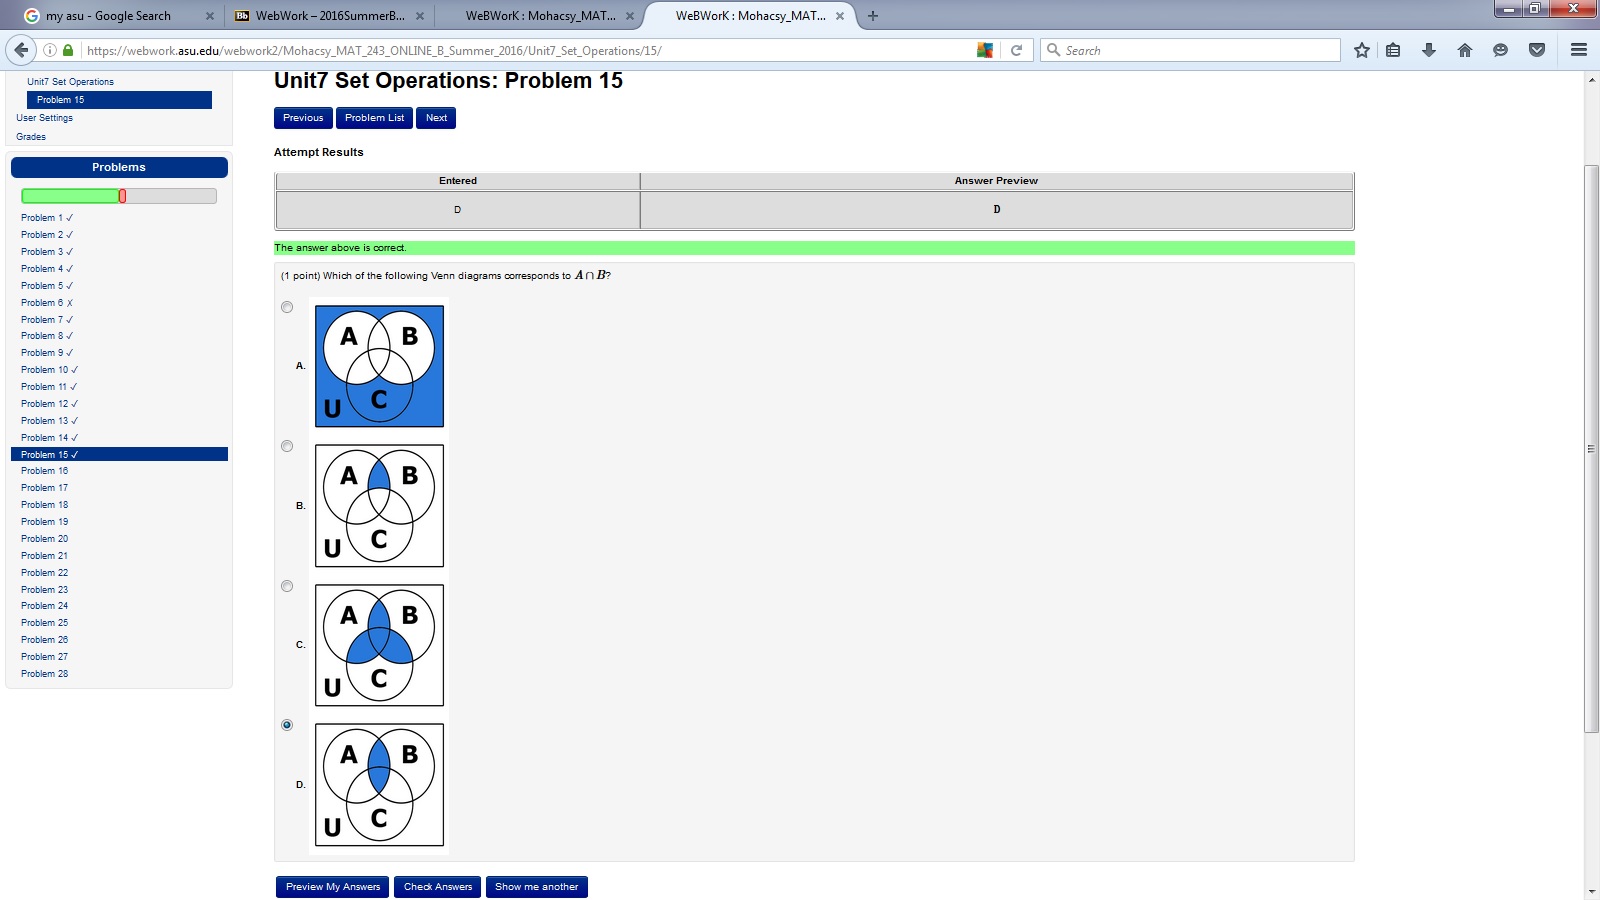 my asu - Google Search
Bb WebWork – 2016SummerB...
WeBWorK : Mohacsy_MAT...
WeBWorK : Mohacsy_MAT...
https://webwork.asu.edu/webwork2/Mohacsy_MAT_243_ONLINE_B_Summer_2016/Unit7_Set_Operations/15/
Search
Unit7 Set Operations
Problem 15
User Settings
Grades
Problems
Problem 1 ✓
Problem 2 ✓
Problem 3 ✓
Problem 4 ✓
Problem 5 ✓
Problem 6 ✗
Problem 7 ✓
Problem 8 ✓
Problem 9 ✓
Problem 10 ✓
Problem 11 ✓
Problem 12 ✓
Problem 13 ✓
Problem 14 ✓
Problem 15 ✓
Problem 16
Problem 17
Problem 18
Problem 19
Problem 20
Problem 21
Problem 22
Problem 23
Problem 24
Problem 25
Problem 26
Problem 27
Problem 28
Unit7 Set Operations: Problem 15
Previous
Problem List
Next
Attempt Results
Entered
Answer Preview
D
D
The answer above is correct.
(1 point) Which of the following Venn diagrams corresponds to A ∩ B?
A.
A B
C
U
B.
A B
C
U
C.
A B
C
U
D.
A B
C
U
Preview My Answers
Check Answers
Show me another